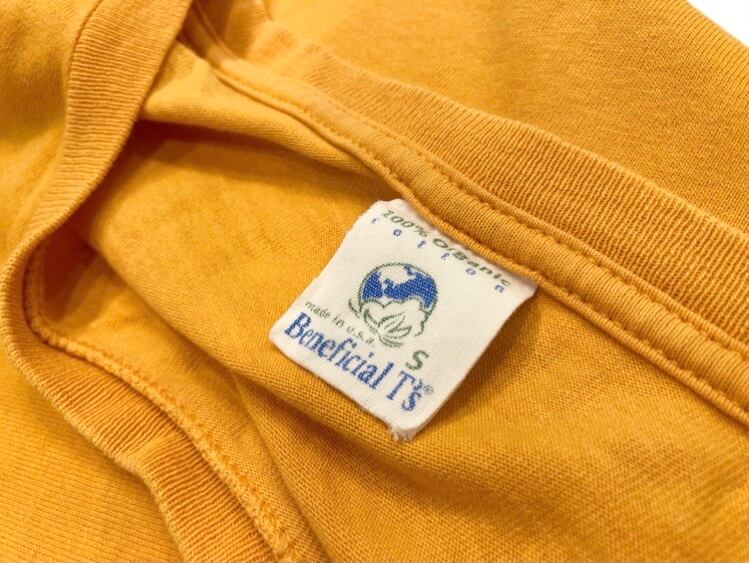 100% Organic
cotton
made in u.s.a.
S
Beneficial T's®